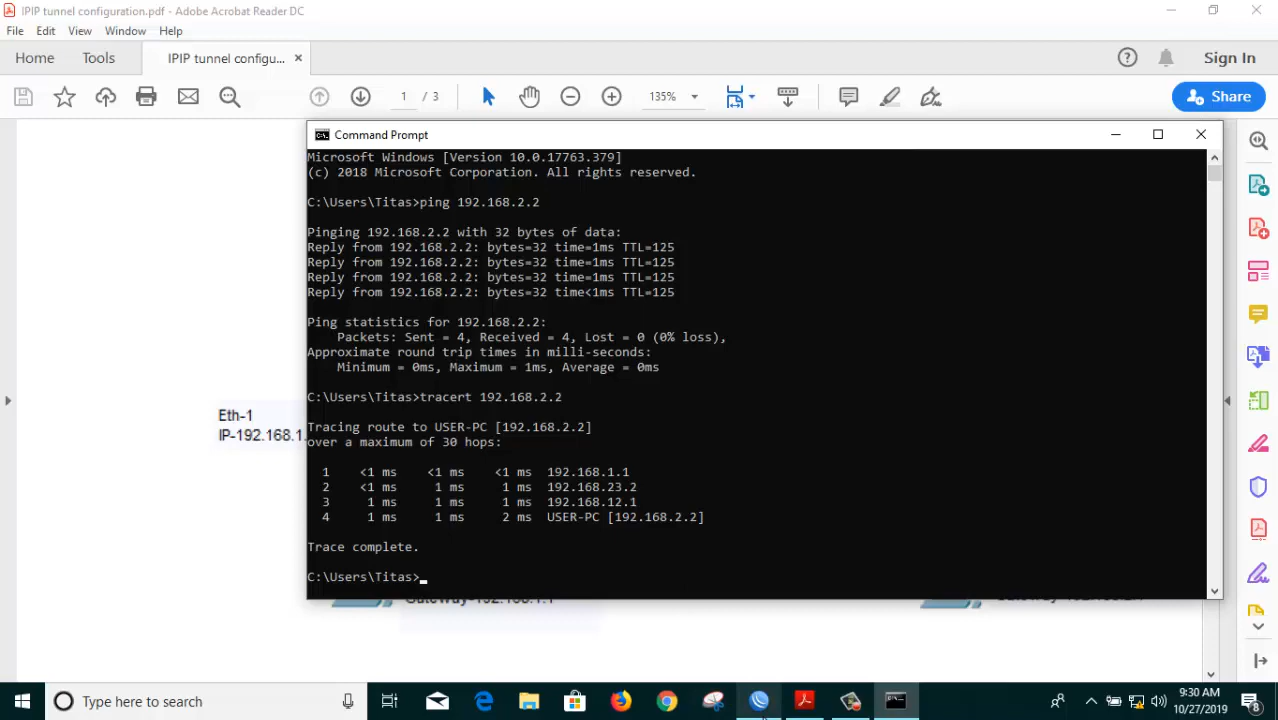 IPIP tunnel configuration.pdf - Adobe Acrobat Reader DC
File Edit View Window Help
Home Tools IPIP tunnel configu... × Sign In
1 / 3 135% Share
Command Prompt
Microsoft Windows [Version 10.0.17763.379]
(c) 2018 Microsoft Corporation. All rights reserved.
C:\Users\Titas>ping 192.168.2.2
Pinging 192.168.2.2 with 32 bytes of data:
Reply from 192.168.2.2: bytes=32 time=1ms TTL=125
Reply from 192.168.2.2: bytes=32 time=1ms TTL=125
Reply from 192.168.2.2: bytes=32 time=1ms TTL=125
Reply from 192.168.2.2: bytes=32 time<1ms TTL=125
Ping statistics for 192.168.2.2:
Packets: Sent = 4, Received = 4, Lost = 0 (0% loss),
Approximate round trip times in milli-seconds:
Minimum = 0ms, Maximum = 1ms, Average = 0ms
C:\Users\Titas>tracert 192.168.2.2
Tracing route to USER-PC [192.168.2.2]
over a maximum of 30 hops:
1 <1 ms <1 ms <1 ms 192.168.1.1
2 <1 ms 1 ms 1 ms 192.168.23.2
3 1 ms 1 ms 1 ms 192.168.12.1
4 1 ms 1 ms 2 ms USER-PC [192.168.2.2]
Trace complete.
C:\Users\Titas>
Eth-1
IP-192.168.1.
Gateway-192.168.1.1
Type here to search
9:30 AM
10/27/2019
8